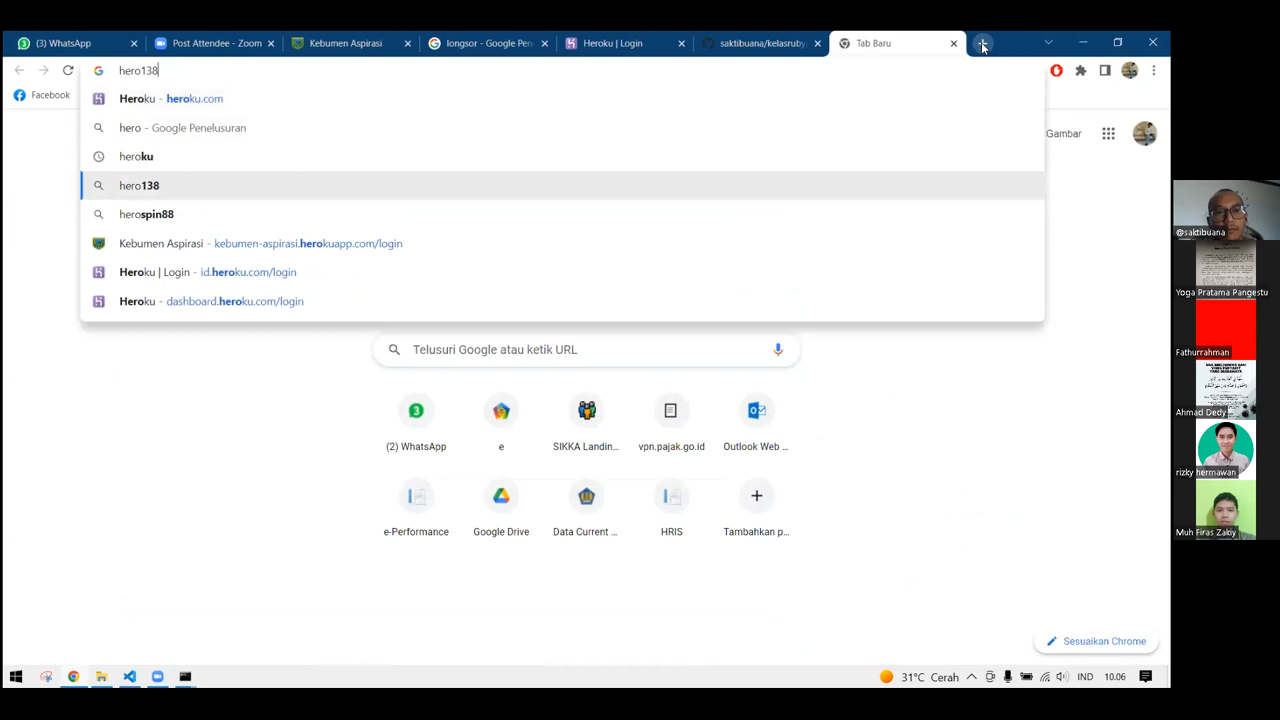 (3) WhatsApp
Post Attendee - Zoom
Kebumen Aspirasi
longsor - Google Pen
Heroku | Login
saktibuana/kelasruby
Tab Baru
hero138
Facebook
Heroku - heroku.com
hero - Google Penelusuran
heroku
hero138
herospin88
Kebumen Aspirasi - kebumen-aspirasi.herokuapp.com/login
Heroku | Login - id.heroku.com/login
Heroku - dashboard.heroku.com/login
Gambar
Telusuri Google atau ketik URL
(2) WhatsApp
e
SIKKA Landin...
vpn.pajak.go.id
Outlook Web ...
e-Performance
Google Drive
Data Current ...
HRIS
Tambahkan p...
Sesuaikan Chrome
31°C Cerah
IND
10.06
@saktibuana
Yoga Pratama Pangestu
Fathurrahman
Ahmad Dedy
rizky hermawan
Muh Firas Zakiy